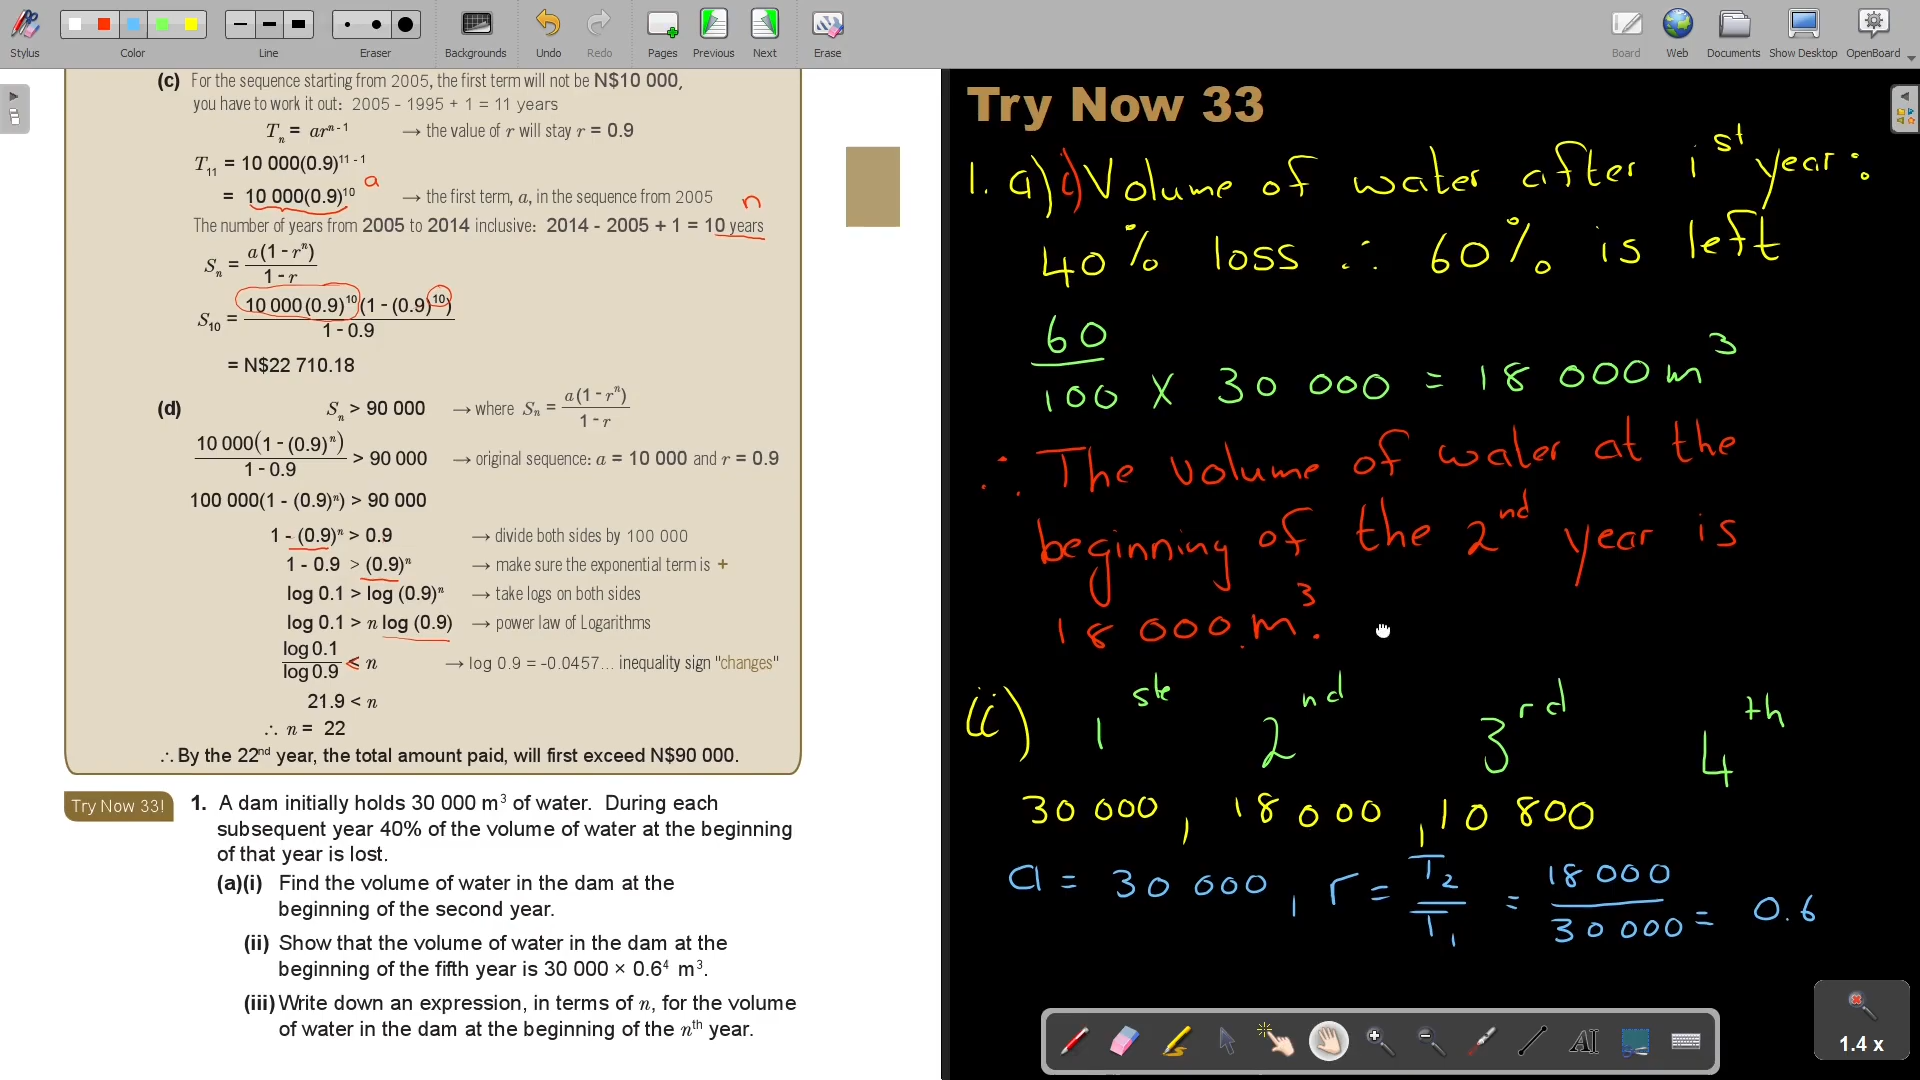 Stylus Color Line Eraser Backgrounds Undo Redo Pages Previous Next Erase Board Web Documents Show Desktop OpenBoard
(c) For the sequence starting from 2005, the first term will not be N$10 000,
you have to work it out: 2005 - 1995 + 1 = 11 years
Tₙ = arⁿ⁻¹ → the value of r will stay r = 0.9
T₁₁ = 10 000(0.9)¹¹⁻¹
a
= 10 000(0.9)¹⁰ → the first term, a, in the sequence from 2005
n
The number of years from 2005 to 2014 inclusive: 2014 - 2005 + 1 = 10 years
Sₙ = a(1 - rⁿ) / 1 - r
S₁₀ = 10 000(0.9)¹⁰(1 - (0.9)¹⁰) / 1 - 0.9
= N$22 710.18
(d) Sₙ > 90 000 → where Sₙ = a(1 - rⁿ) / 1 - r
10 000(1 - (0.9)ⁿ) / 1 - 0.9 > 90 000 → original sequence: a = 10 000 and r = 0.9
100 000(1 - (0.9)ⁿ) > 90 000
1 - (0.9)ⁿ > 0.9 → divide both sides by 100 000
1 - 0.9 > (0.9)ⁿ → make sure the exponential term is +
log 0.1 > log (0.9)ⁿ → take logs on both sides
log 0.1 > n log (0.9) → power law of Logarithms
log 0.1 / log 0.9 < n → log 0.9 = -0.0457... inequality sign "changes"
21.9 < n
∴ n = 22
∴ By the 22nd year, the total amount paid, will first exceed N$90 000.
Try Now 33!
1. A dam initially holds 30 000 m³ of water. During each
subsequent year 40% of the volume of water at the beginning
of that year is lost.
(a)(i) Find the volume of water in the dam at the
beginning of the second year.
(ii) Show that the volume of water in the dam at the
beginning of the fifth year is 30 000 × 0.6⁴ m³.
(iii) Write down an expression, in terms of n, for the volume
of water in the dam at the beginning of the nth year.
Try Now 33
1. a) i) Volume of water after 1st year:
40% loss ∴ 60% is left
60 / 100 × 30 000 = 18 000 m³
∴ The volume of water at the
beginning of the 2nd year is
18 000 m³.
(ii) 1ste 2nd 3rd 4th
30 000, 18 000, 10 800
a = 30 000, r = T₂ / T₁ = 18 000 / 30 000 = 0.6
1.4 x